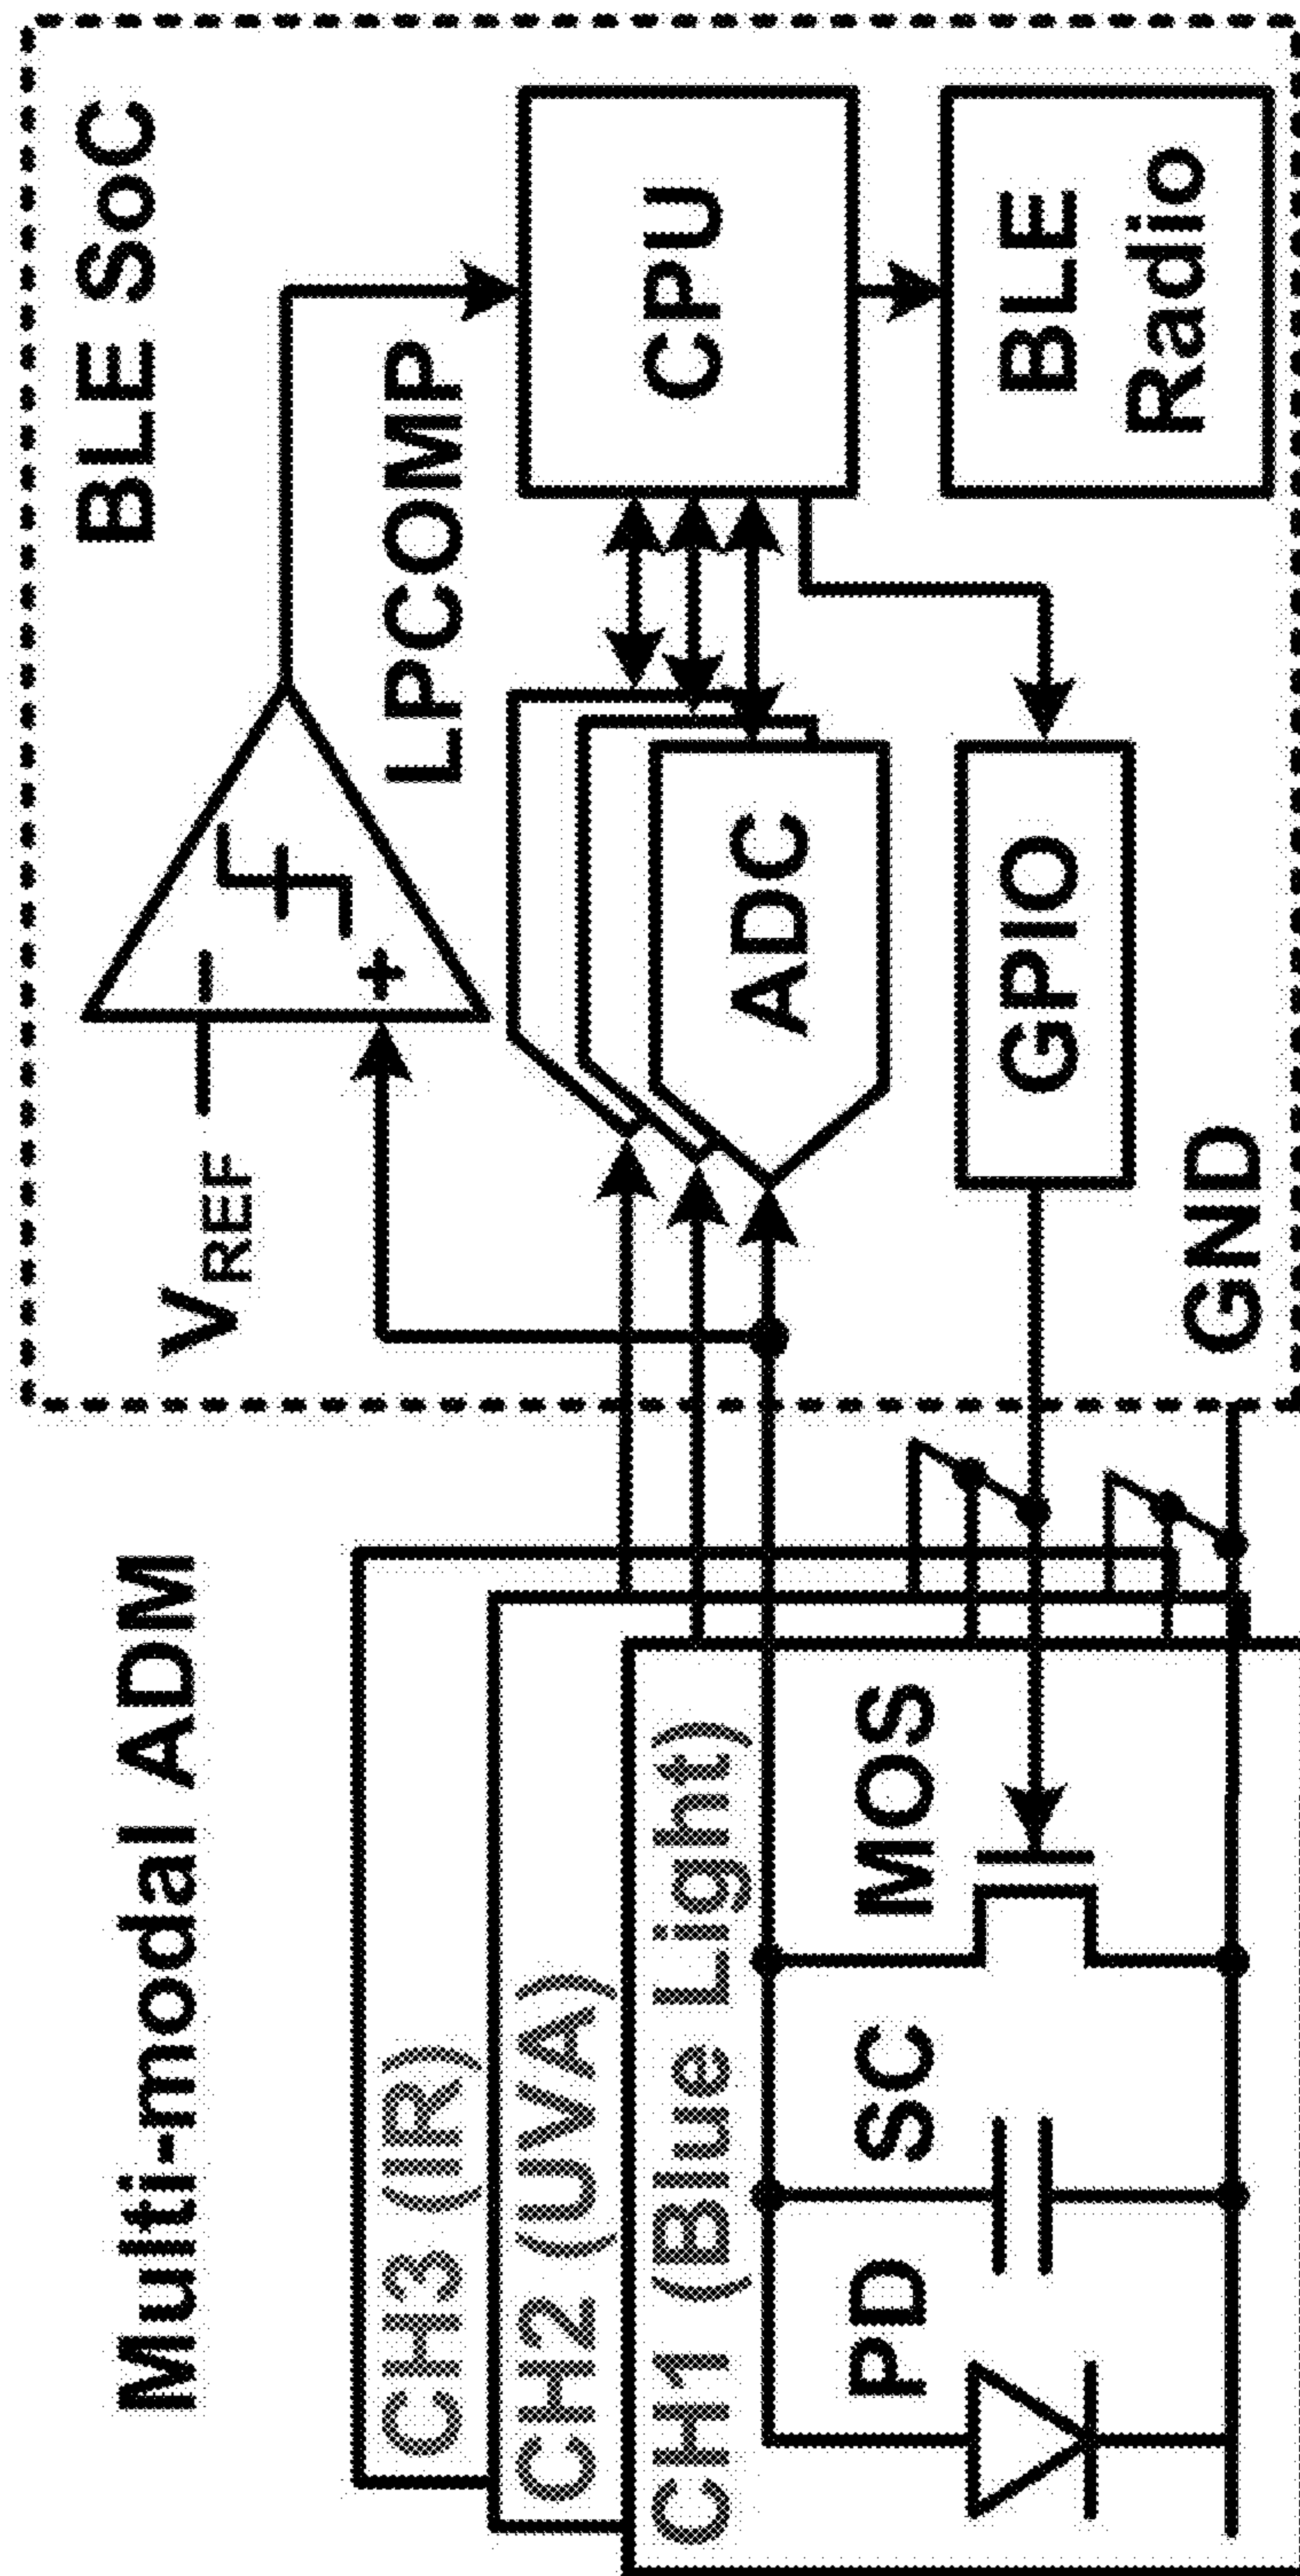 Multi-modal ADM
BLE SoC
CH3 (IR)
CH2 (UVA)
CH1 (Blue Light)
PD
SC
MOS
VREF
−
+
LPCOMP
ADC
CPU
GPIO
BLE
Radio
GND